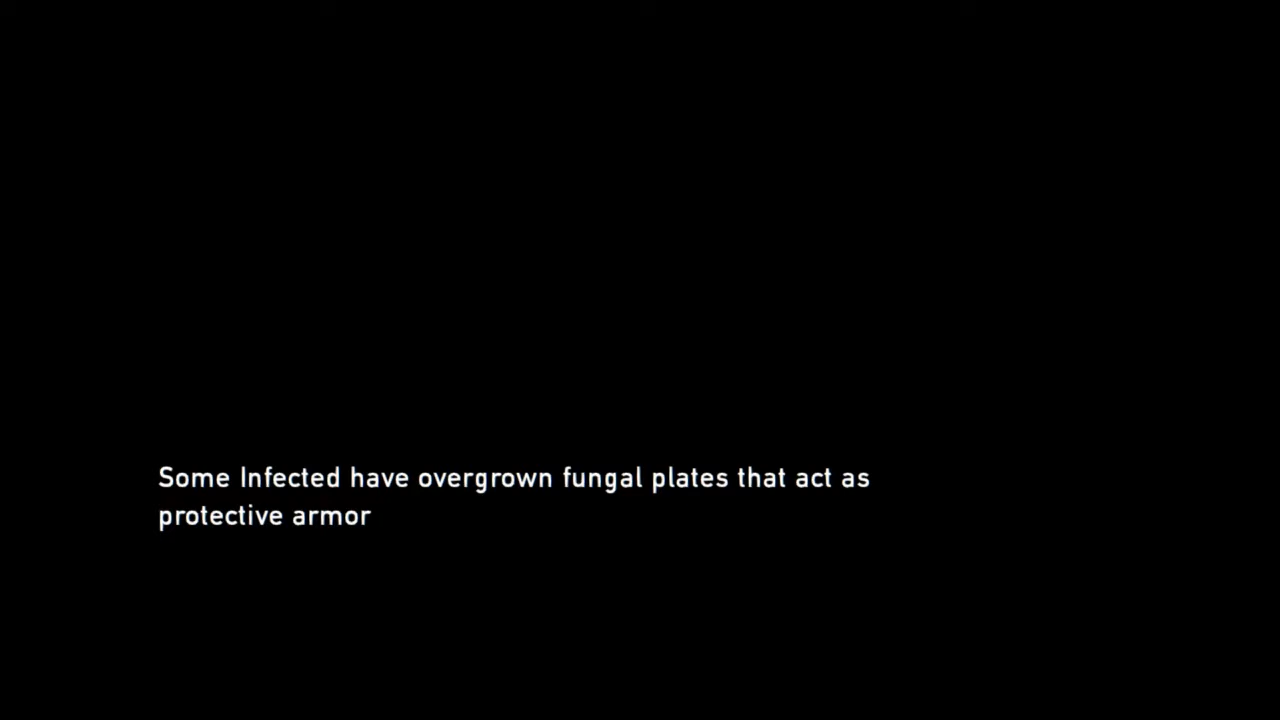 Some Infected have overgrown fungal plates that act as
protective armor